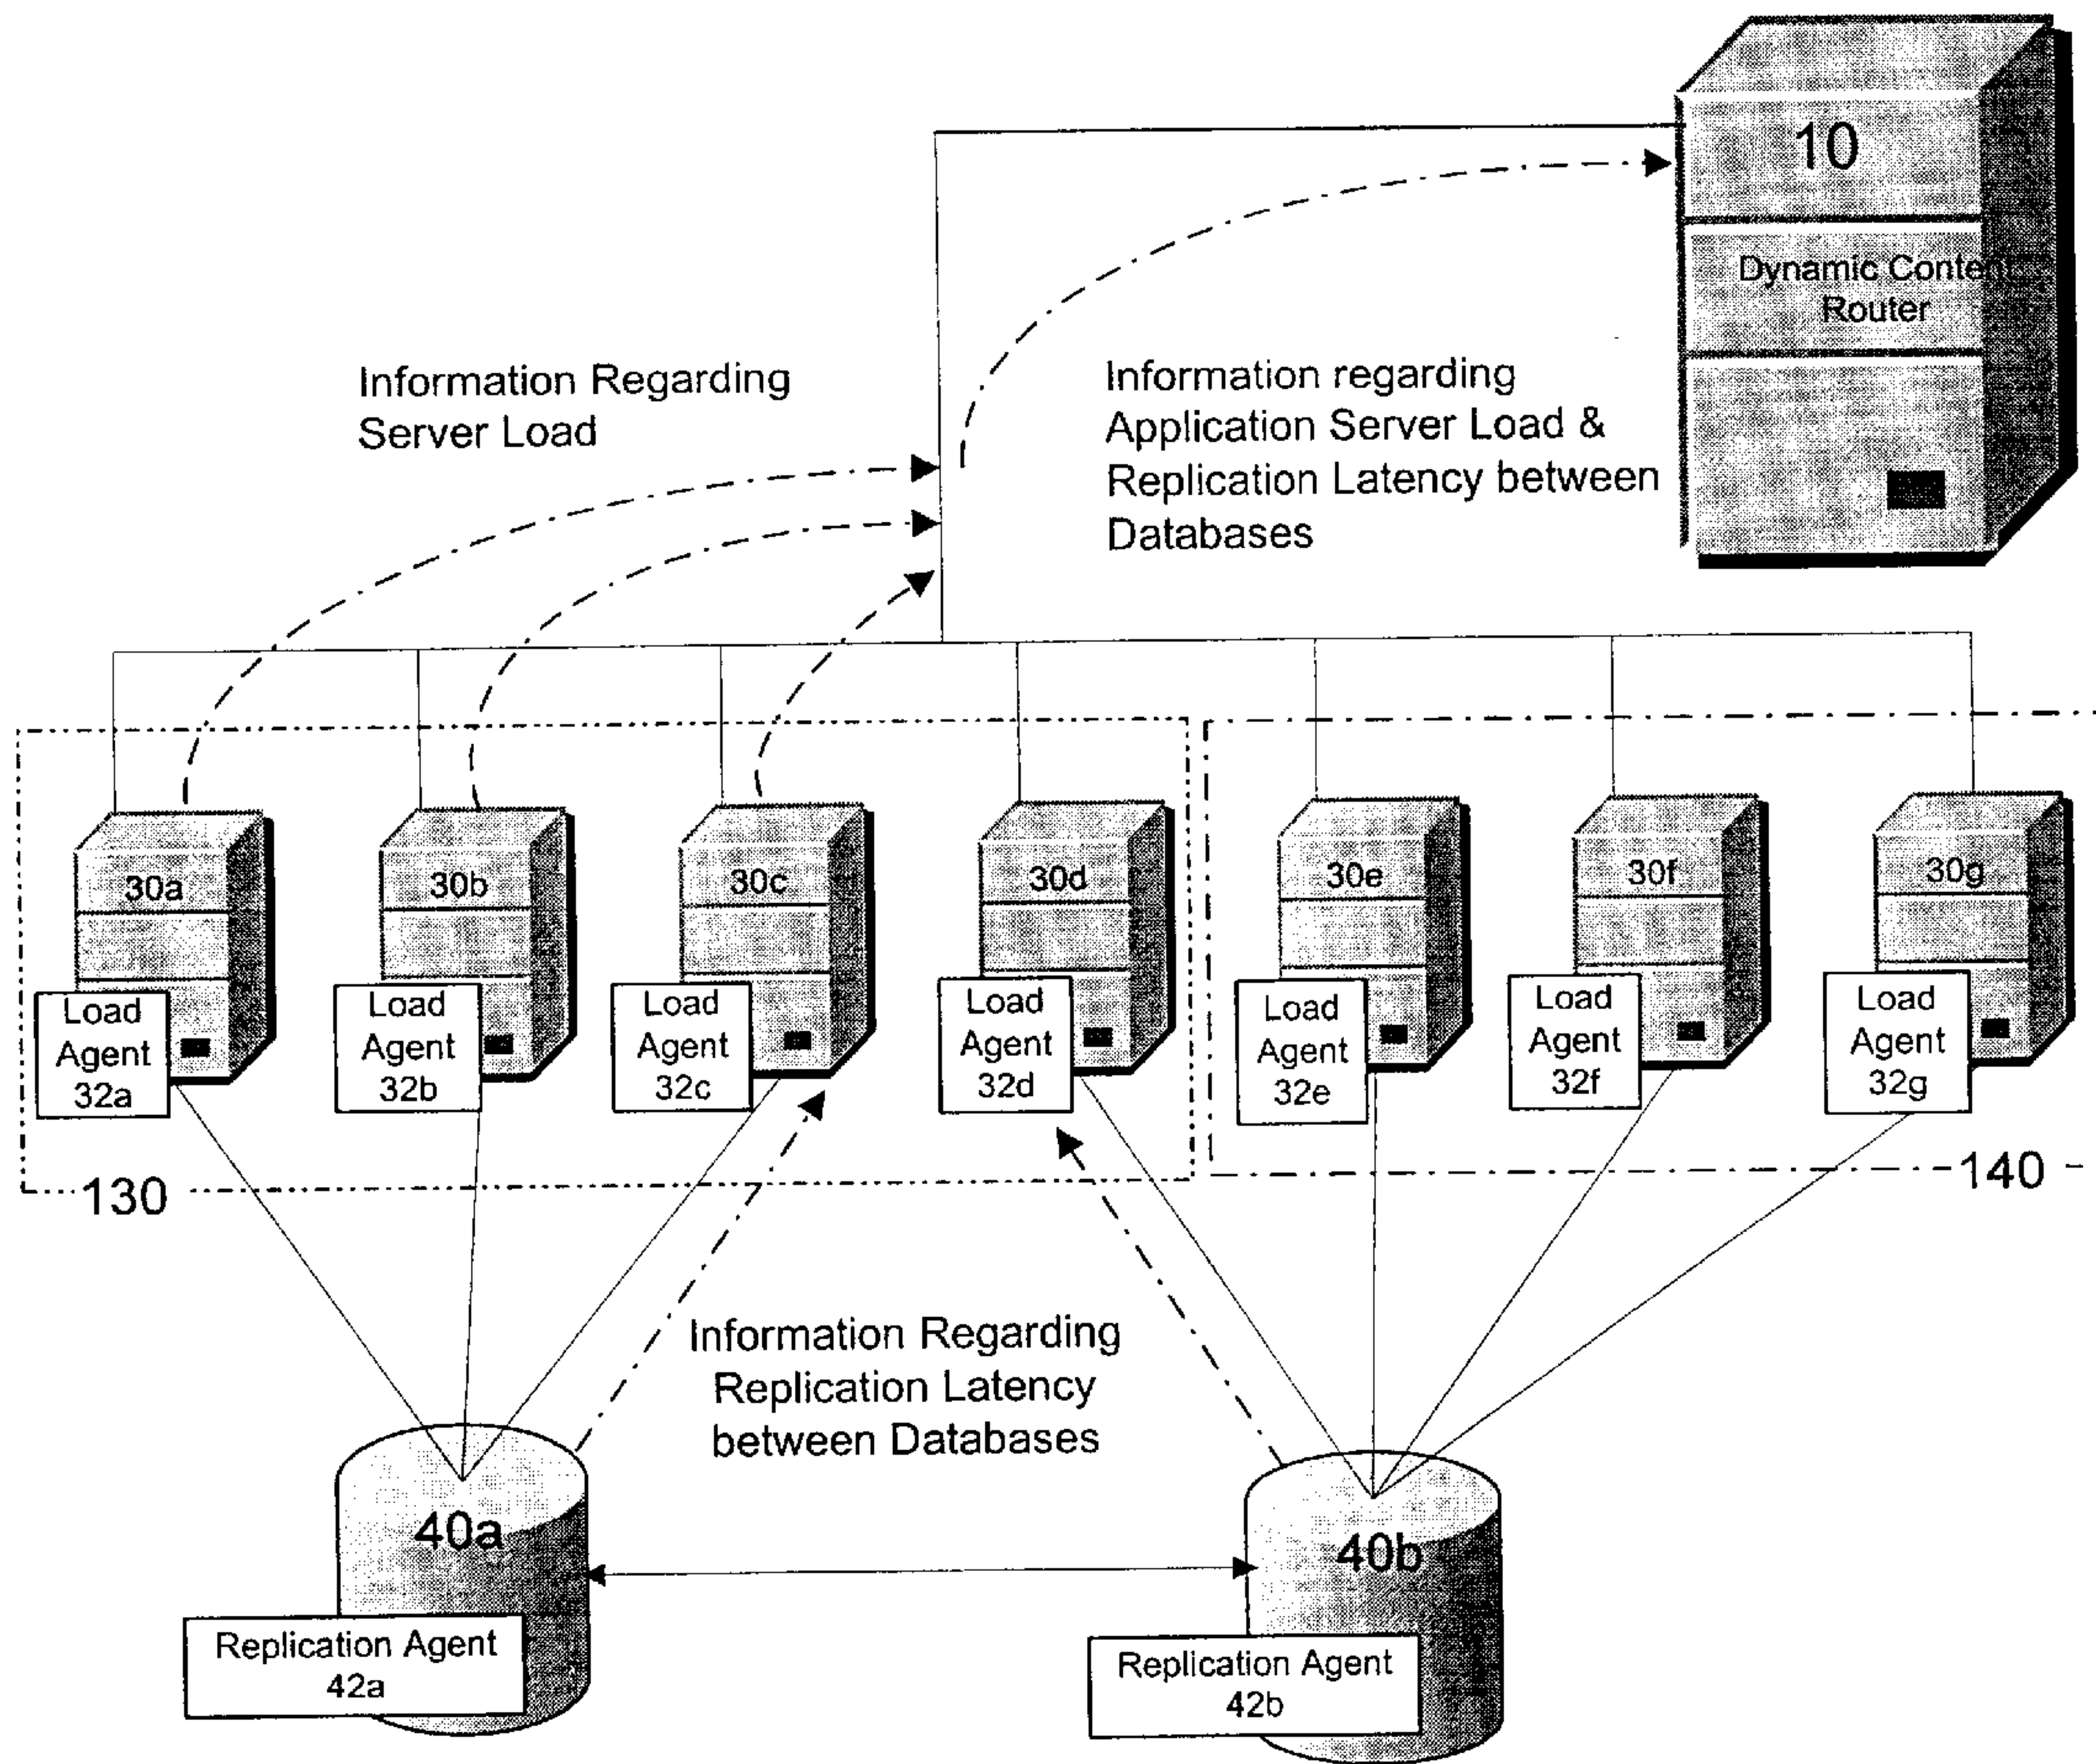 10
Dynamic Content
Router
Information Regarding
Server Load
Information regarding
Application Server Load &
Replication Latency between
Databases
30a
30b
30c
30d
30e
30f
30g
Load
Agent
32a
Load
Agent
32b
Load
Agent
32c
Load
Agent
32d
Load
Agent
32e
Load
Agent
32f
Load
Agent
32g
130
140
Information Regarding
Replication Latency
between Databases
40a
40b
Replication Agent
42a
Replication Agent
42b